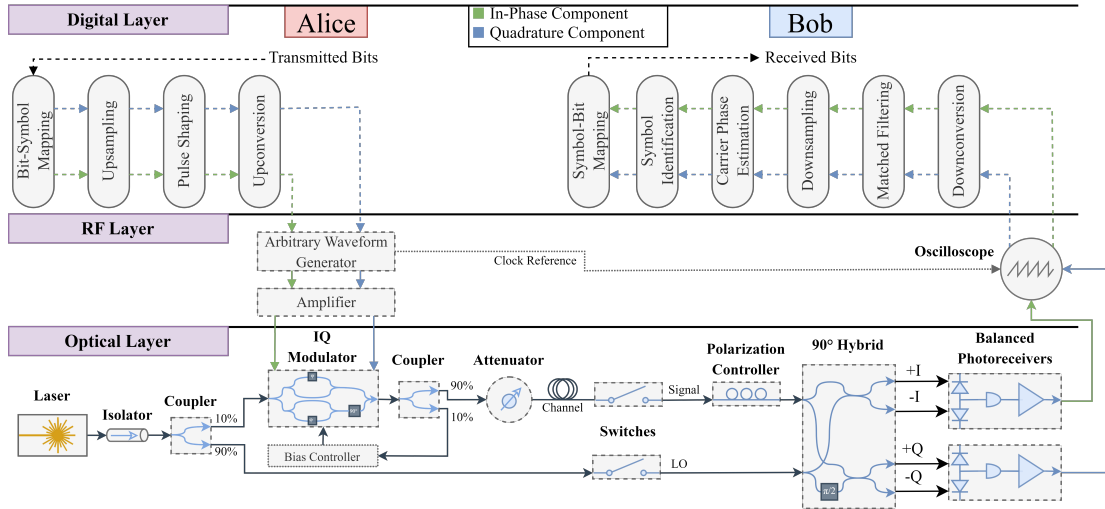 Digital Layer
Alice
In-Phase Component
Quadrature Component
Bob
Transmitted Bits
Received Bits
Bit-Symbol
Mapping
Upsampling
Pulse Shaping
Upconversion
Symbol-Bit
Mapping
Symbol
Identification
Carrier Phase
Estimation
Downsampling
Matched Filtering
Downconversion
RF Layer
Arbitrary Waveform
Generator
Clock Reference
Oscilloscope
Amplifier
Optical Layer
IQ
Modulator
Coupler
Attenuator
Polarization
Controller
90° Hybrid
Balanced
Photoreceivers
Laser
Isolator
Coupler
10%
90%
90%
10%
Channel
Signal
Bias Controller
Switches
LO
+I
-I
+Q
-Q
π/2